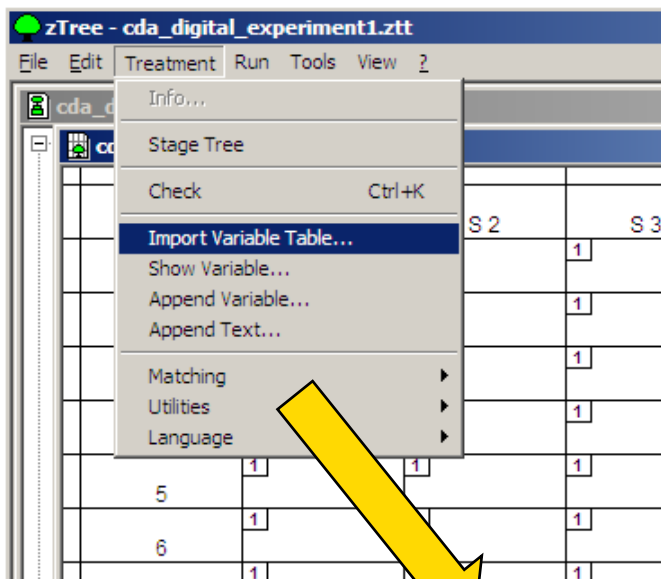 zTree - cda_digital_experiment1.ztt
File Edit Treatment Run Tools View ?
cda_d
Info...
Stage Tree
Check Ctrl+K
S 2 S 3
Import Variable Table...
1
Show Variable...
Append Variable...
1
Append Text...
1
Matching
Utilities
1
Language
1 1 1
5
1 1
6
1 1